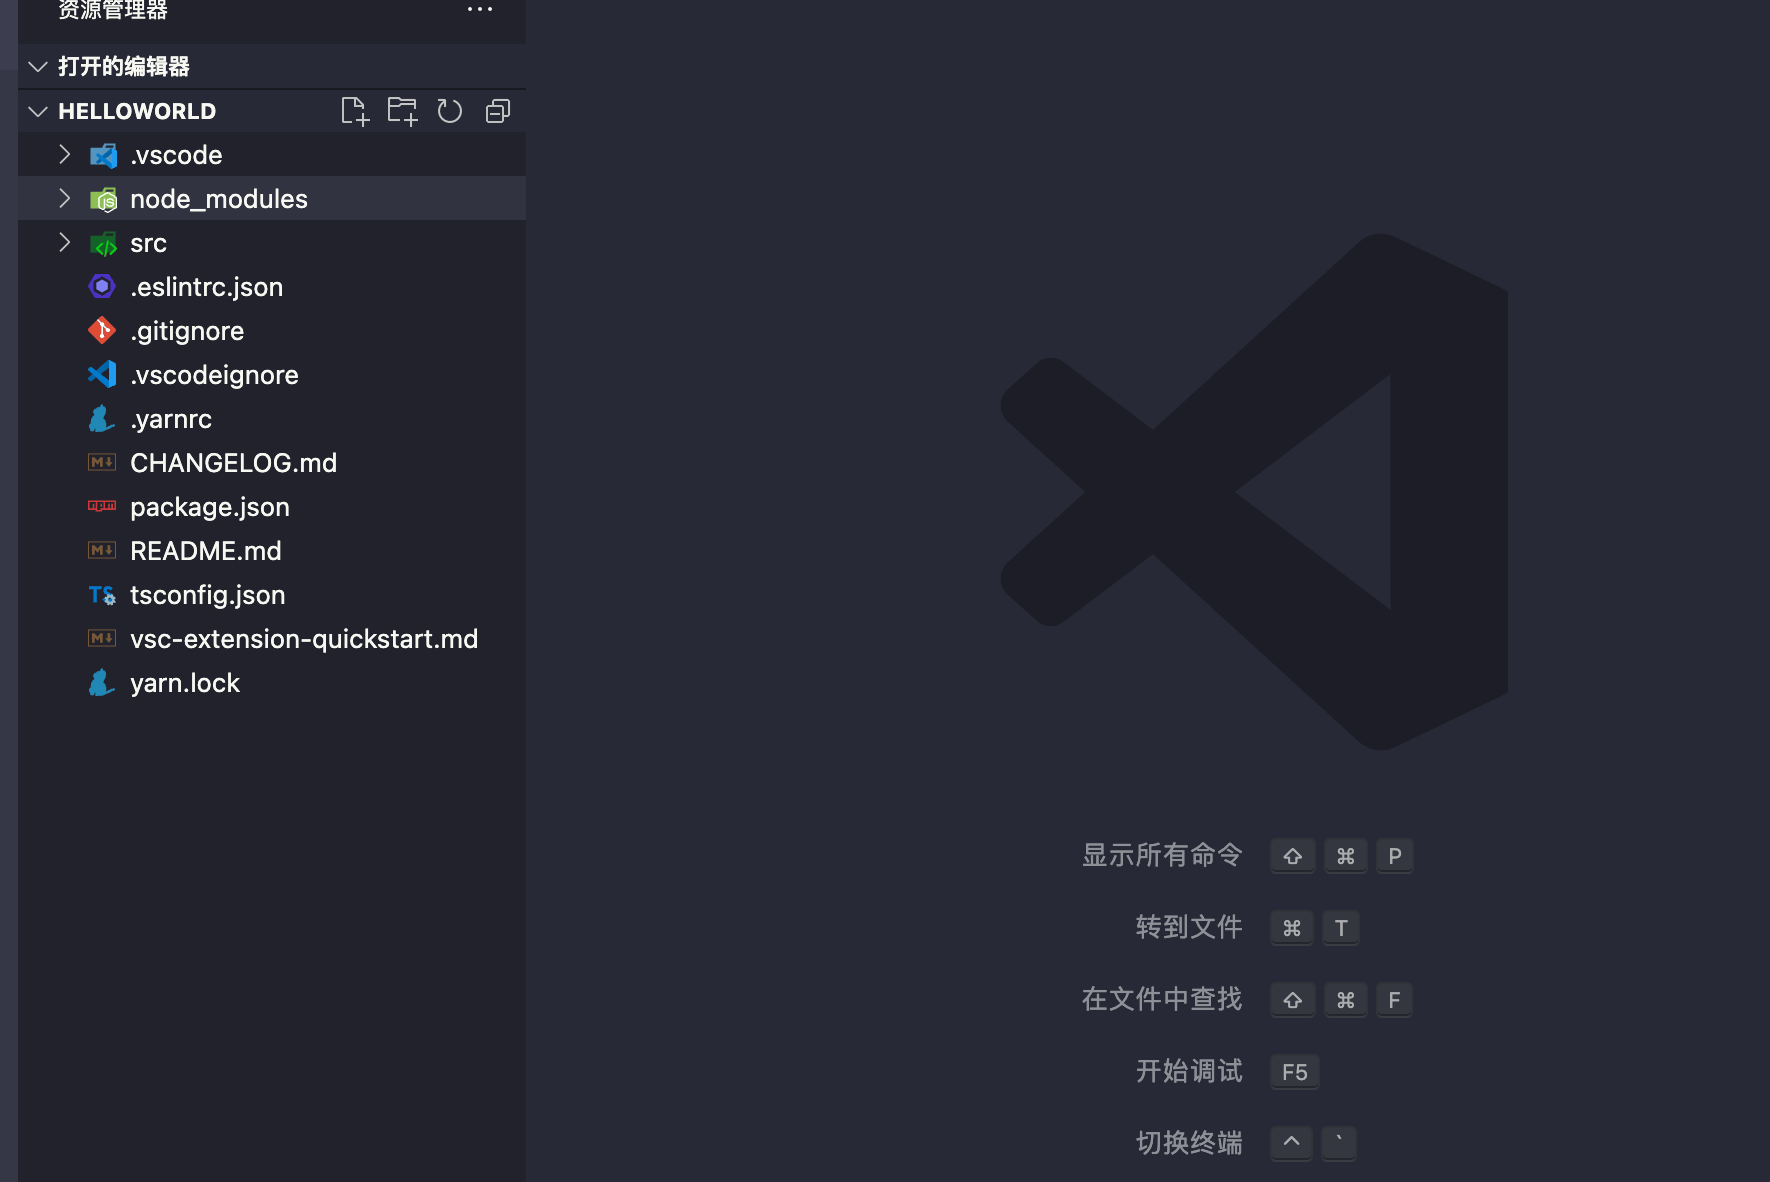 资源管理器
打开的编辑器
HELLOWORLD
.vscode
node_modules
src
.eslintrc.json
.gitignore
.vscodeignore
.yarnrc
CHANGELOG.md
package.json
README.md
tsconfig.json
vsc-extension-quickstart.md
yarn.lock
显示所有命令 ⇧ ⌘ P
转到文件 ⌘ T
在文件中查找 ⇧ ⌘ F
开始调试 F5
切换终端 ^ `